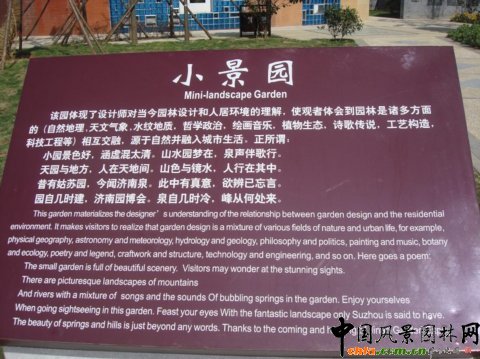 小景园
Mini-landscape Garden
该园体现了设计师对当今园林设计和人居环境的理解，使观者体会到园林是诸多方面
的（自然地理，天文气象，水纹地质，哲学政治，绘画音乐，植物生态，诗歌传说，工艺构造，
科技工程等）相互交融，源于自然并融入城市生活。正所谓：
小园景色好，涵虚混太清。山水园梦在，泉声伴歌行。
天园与地方，人在天地间。山色与镜水，人行在其中。
昔有姑苏园，今闻济南泉。此中有真意，欲辨已忘言。
园自几时建，济南园博会。泉自几时冷，峰从何处来。
This garden materializes the designer's understanding of the relationship between garden design and the residential
environment. It makes visitors to realize that garden design is a mixture of various fields of nature and urban life, for example,
physical geography, astronomy and meteorology, hydrology and geology, philosophy and politics, painting and music, botany
and ecology, poetry and legend, craftwork and structure, technology and engineering, and so on. Here goes a poem:
The small garden is full of beautiful scenery. Visitors may wonder at the stunning sights.
There are picturesque landscapes of mountains
And rivers with a mixture of songs and the sounds Of bubbling springs in the garden. Enjoy yourselves
When going sightseeing in this garden. Feast your eyes With the fantastic landscape only Suzhou is said to have.
The beauty of springs and hills is just beyond any words. Thanks to the coming and
中国风景园林网